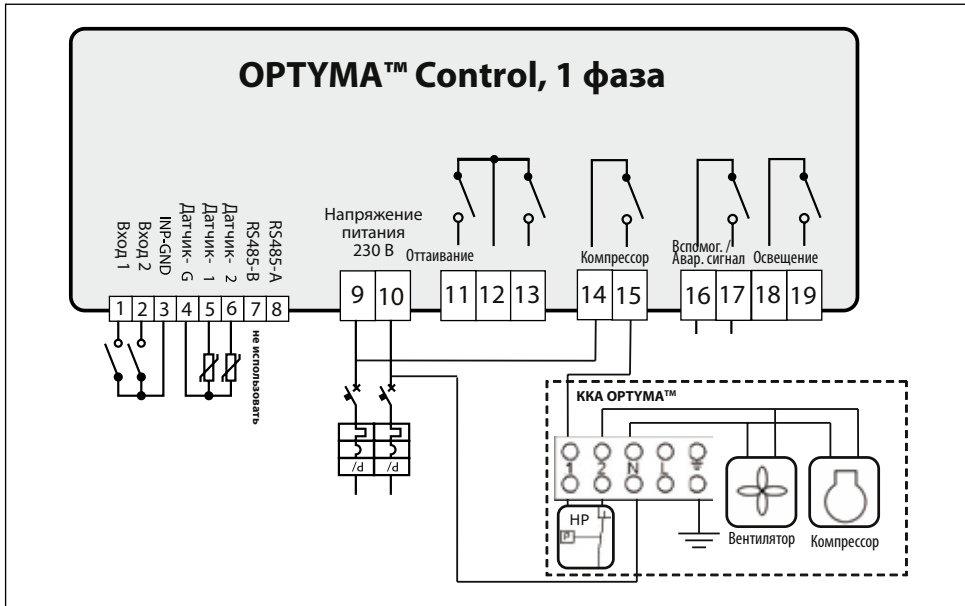 OPTYMA™ Control, 1 фаза
Вход 1
Вход 2
INP-GND
Датчик- G
Датчик- 1
Датчик- 2
RS485-B
RS485-A
Напряжение
питания
230 В
Оттаивание
Компрессор
Вспомог. /
Авар. сигнал
Освещение
1 2 3 4 5 6 7 8
9 10
11 12 13
14 15
16 17 18 19
не использовать
/d /d
ККА OPTYMA™
1 2 N L
HP
P
Вентилятор
Компрессор